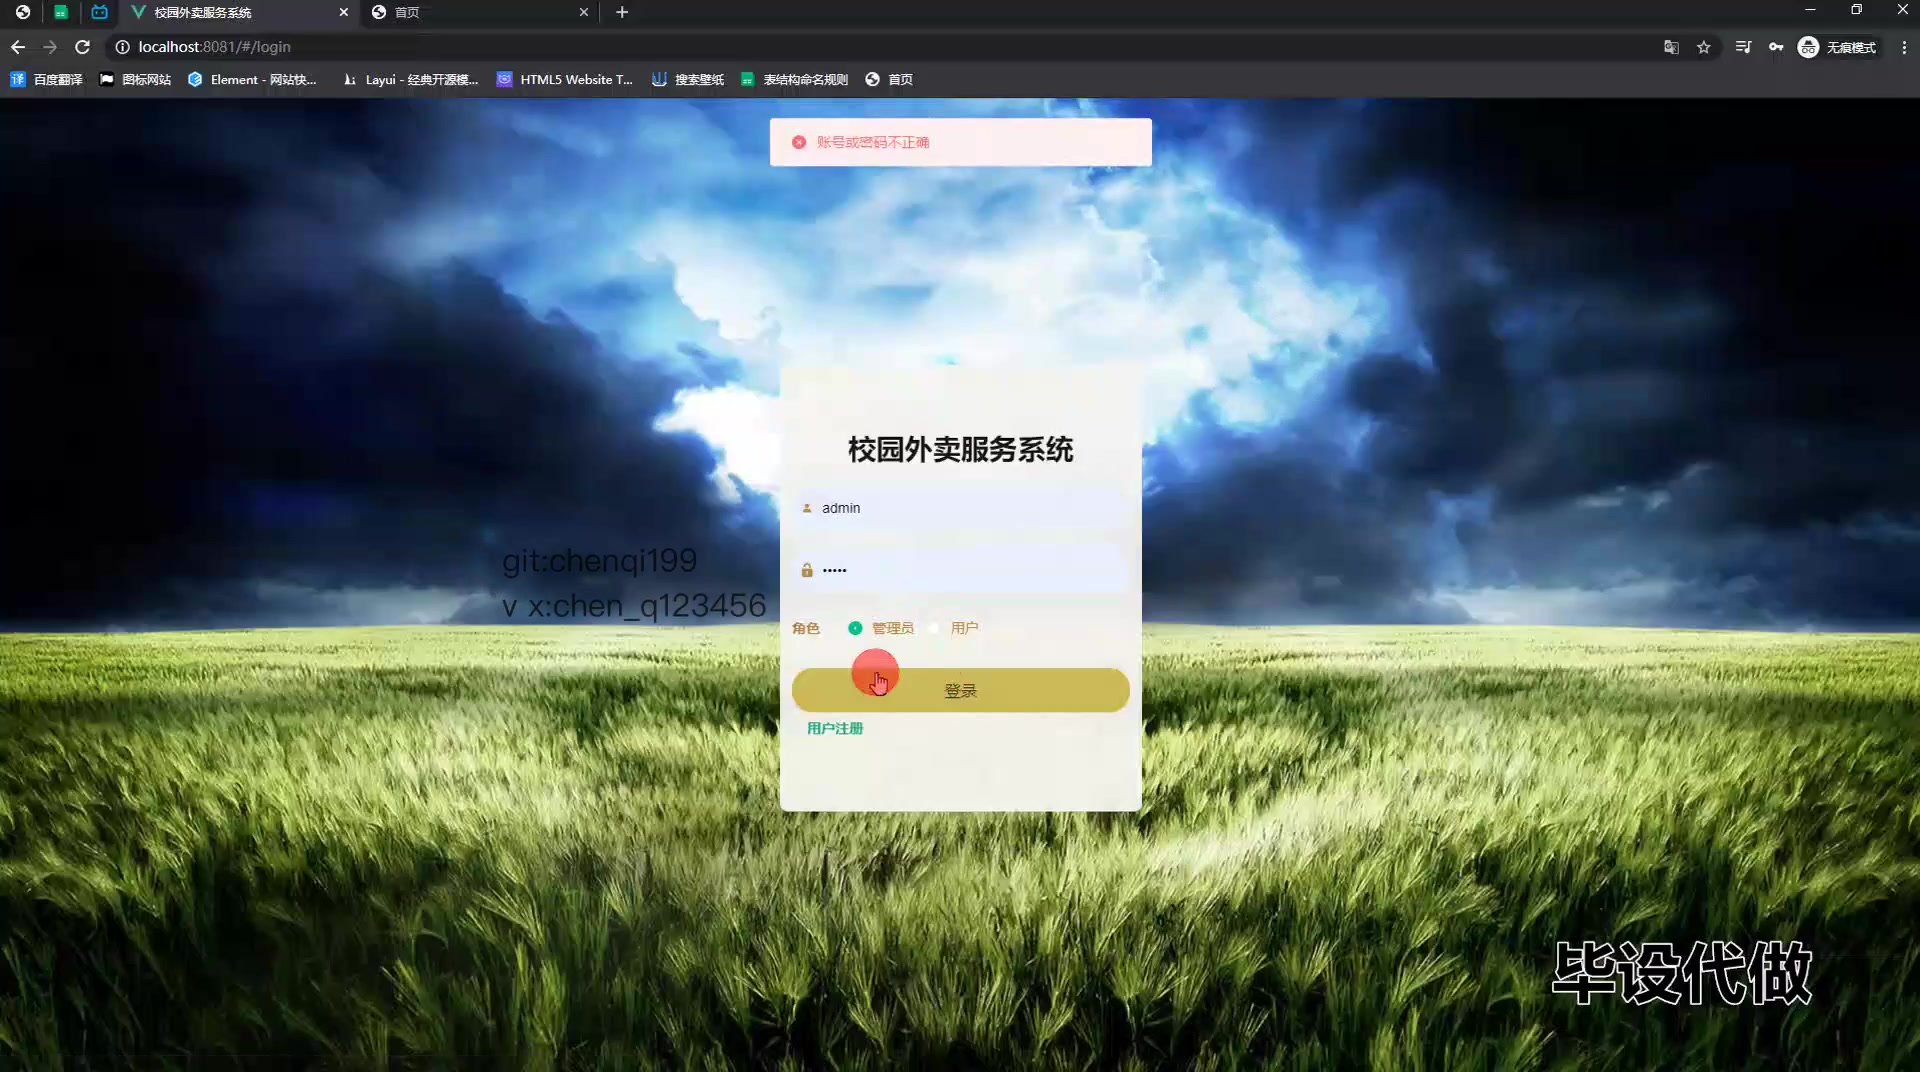 校园外卖服务系统
首页
localhost:8081/#/login
无痕模式
百度翻译
图标网站
Element - 网站快...
Layui - 经典开源模...
HTML5 Website T...
搜索壁纸
表结构命名规则
首页
账号或密码不正确
校园外卖服务系统
admin
•••••
git:chenqi199
v x:chen_q123456
角色 管理员 用户
登录
用户注册
毕设代做